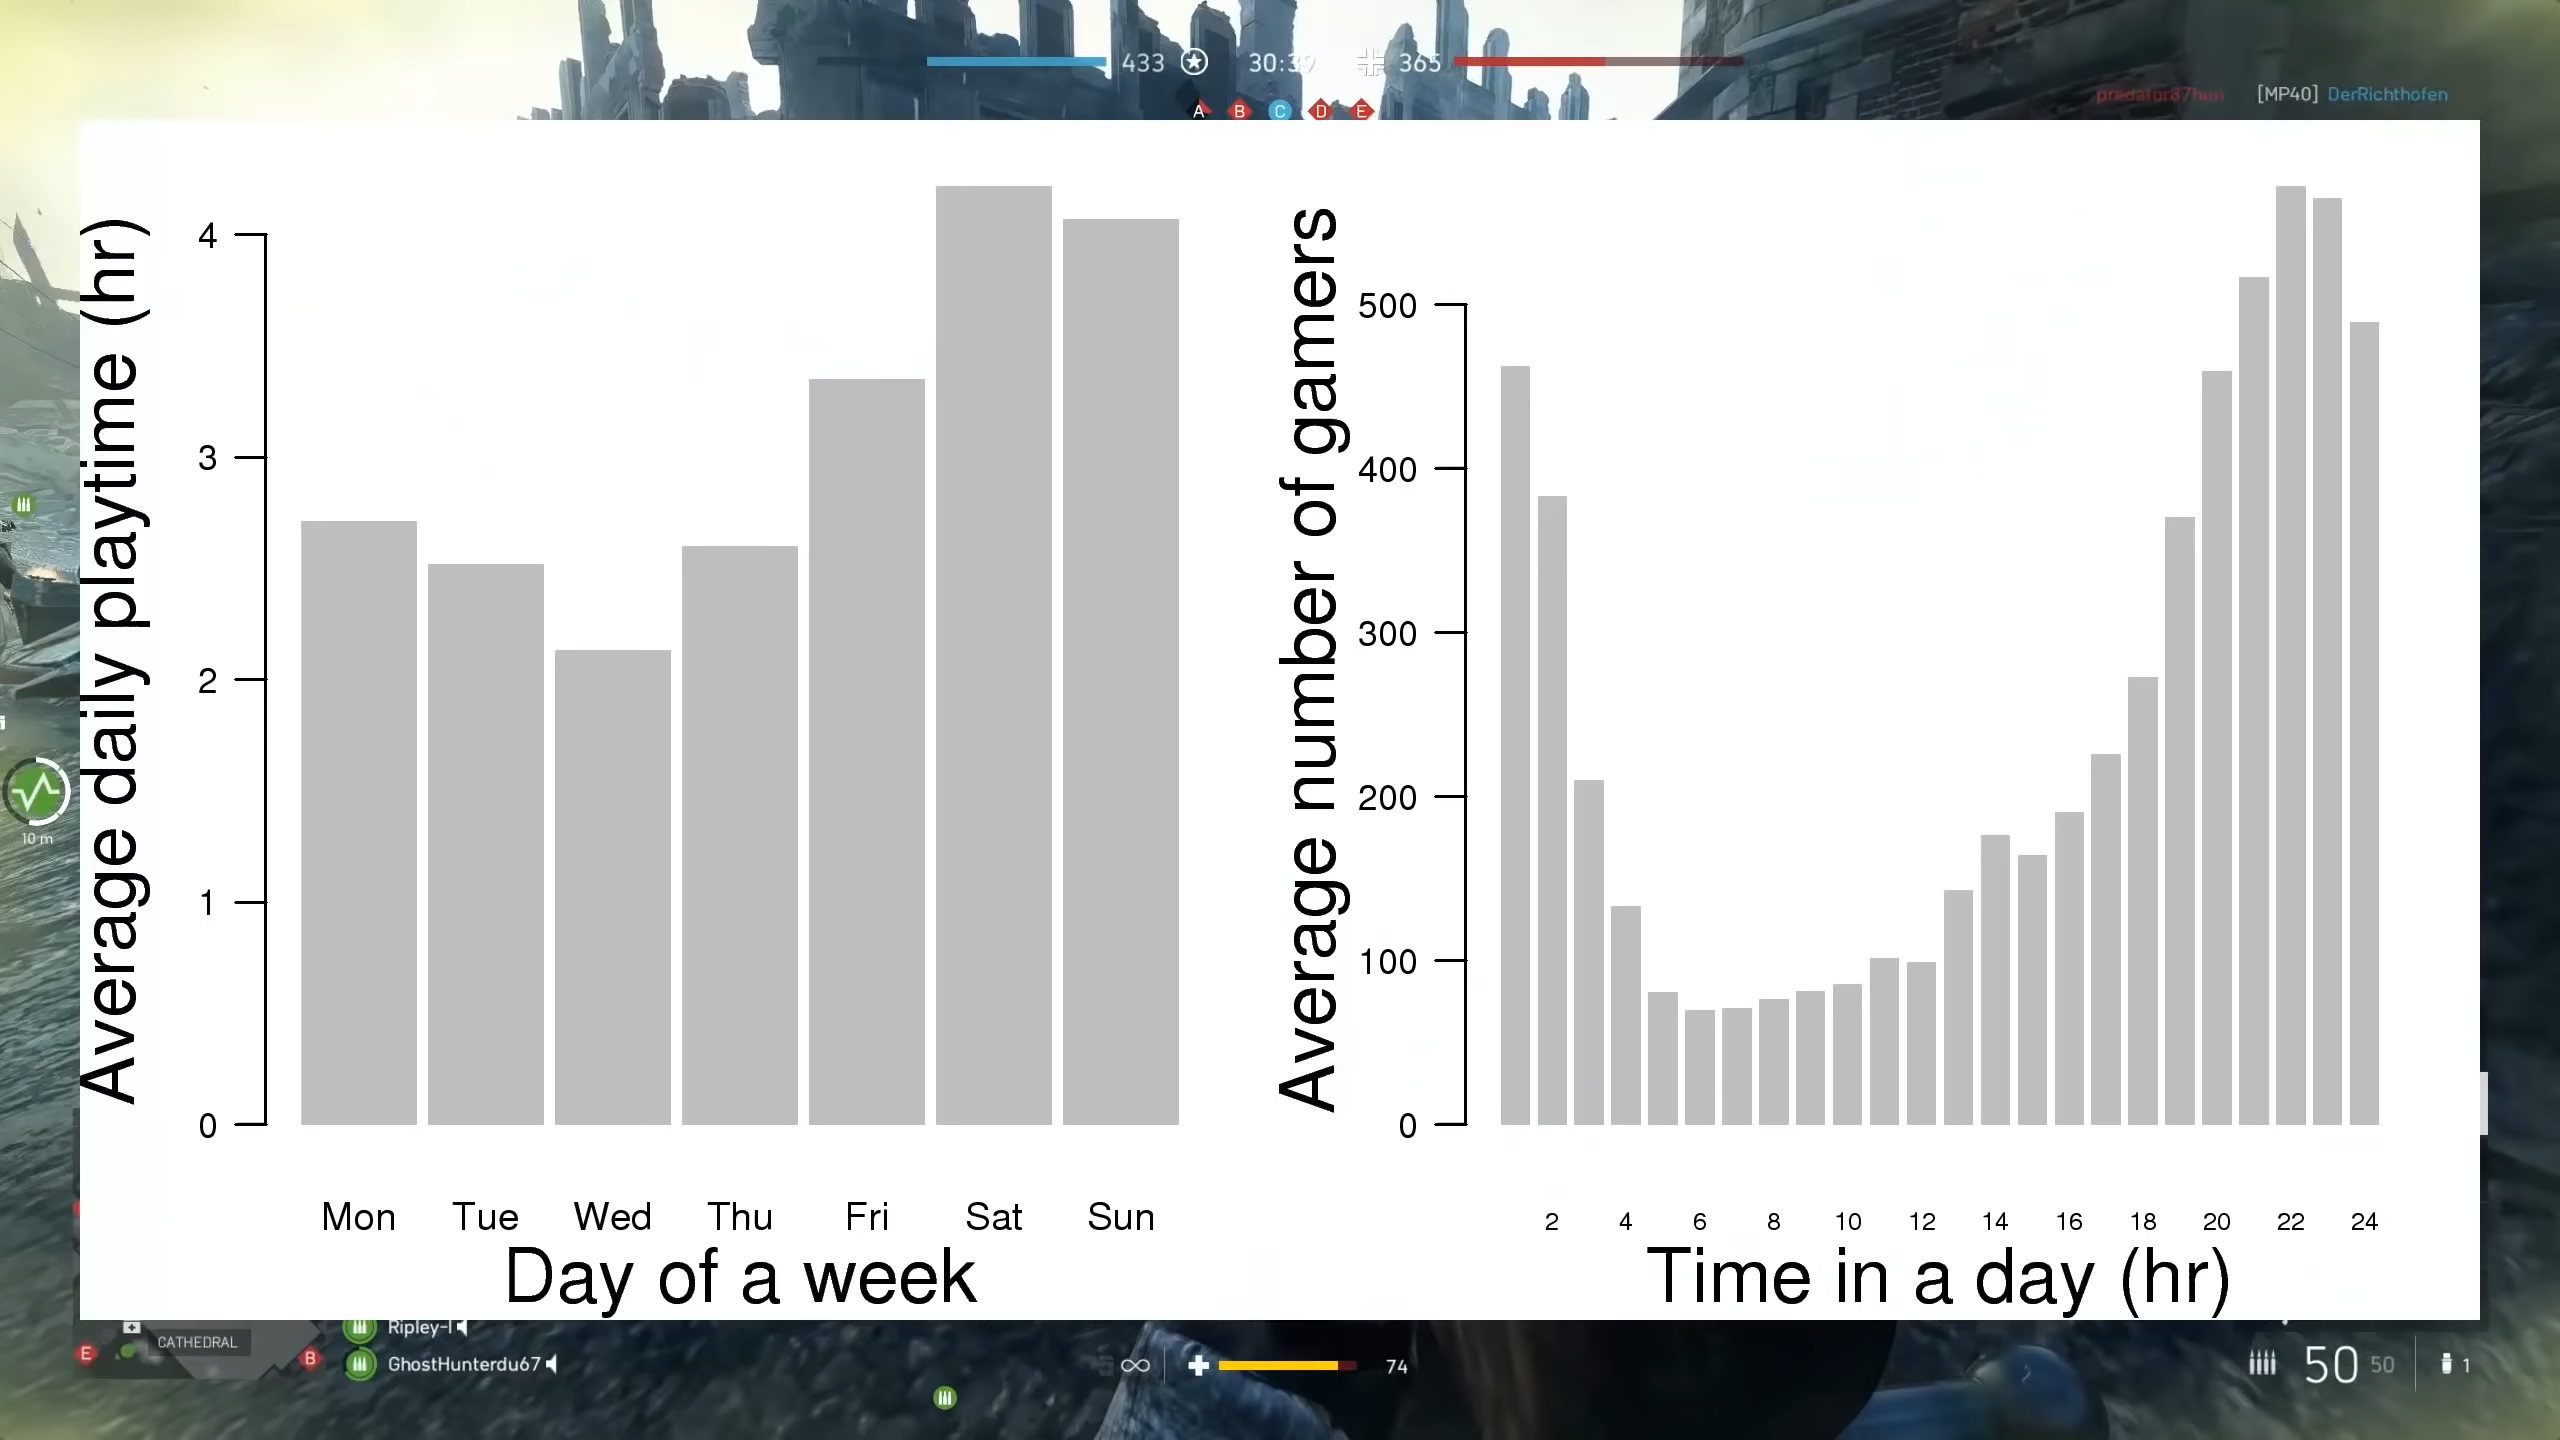 433 30:39 365
A B C D E
predator87hun [MP40] DerRichthofen
Average daily playtime (hr)
4
3
2
1
0
Mon Tue Wed Thu Fri Sat Sun
Day of a week
Average number of gamers
500
400
300
200
100
0
2 4 6 8 10 12 14 16 18 20 22 24
Time in a day (hr)
10 m
Ripley-I
CATHEDRAL
E B
GhostHunterdu67
∞ 74
50 50 1